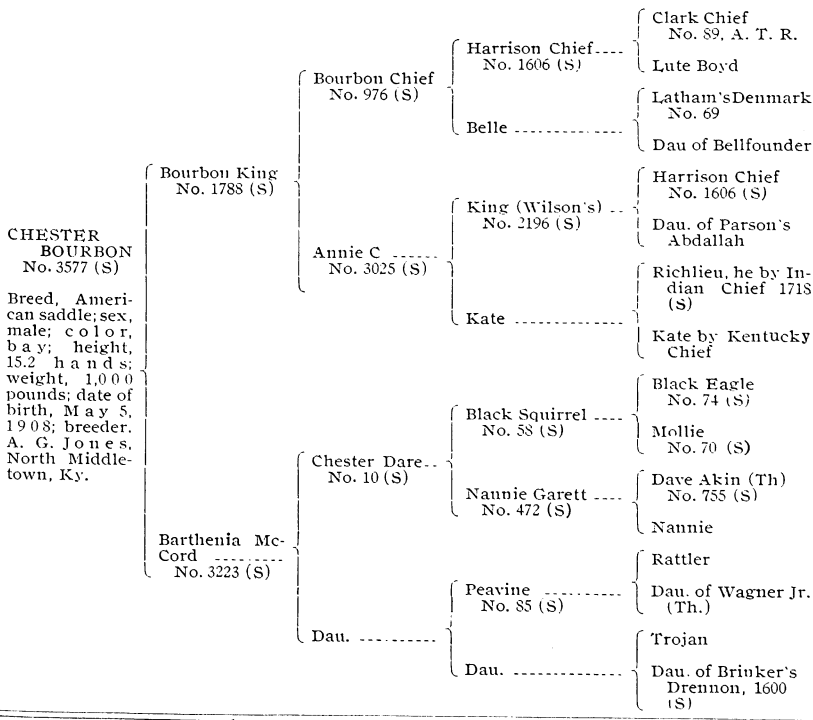 CHESTER
BOURBON
No. 3577 (S)
Breed, Ameri-
can saddle; sex,
male; color,
bay; height,
15.2 hands;
weight, 1,000
pounds; date of
birth, May 5,
1908; breeder.
A. G. Jones,
North Middle-
town, Ky.
Bourbon King
No. 1788 (S)
Barthenia Mc-
Cord
No. 3223 (S)
Bourbon Chief
No. 976 (S)
Annie C
No. 3025 (S)
Chester Dare
No. 10 (S)
Dau.
Harrison Chief
No. 1606 (S)
Belle
King (Wilson's)
No. 2196 (S)
Kate
Black Squirrel
No. 58 (S)
Nannie Garett
No. 472 (S)
Peavine
No. 85 (S)
Dau.
Clark Chief
No. 89, A. T. R.
Lute Boyd
Latham's Denmark
No. 69
Dau of Bellfounder
Harrison Chief
No. 1606 (S)
Dau. of Parson's
Abdallah
Richlieu, he by In-
dian Chief 1718
(S)
Kate by Kentucky
Chief
Black Eagle
No. 74 (S)
Mollie
No. 70 (S)
Dave Akin (Th)
No. 755 (S)
Nannie
Rattler
Dau. of Wagner Jr.
(Th.)
Trojan
Dau. of Brinker's
Drennon, 1600
(S)